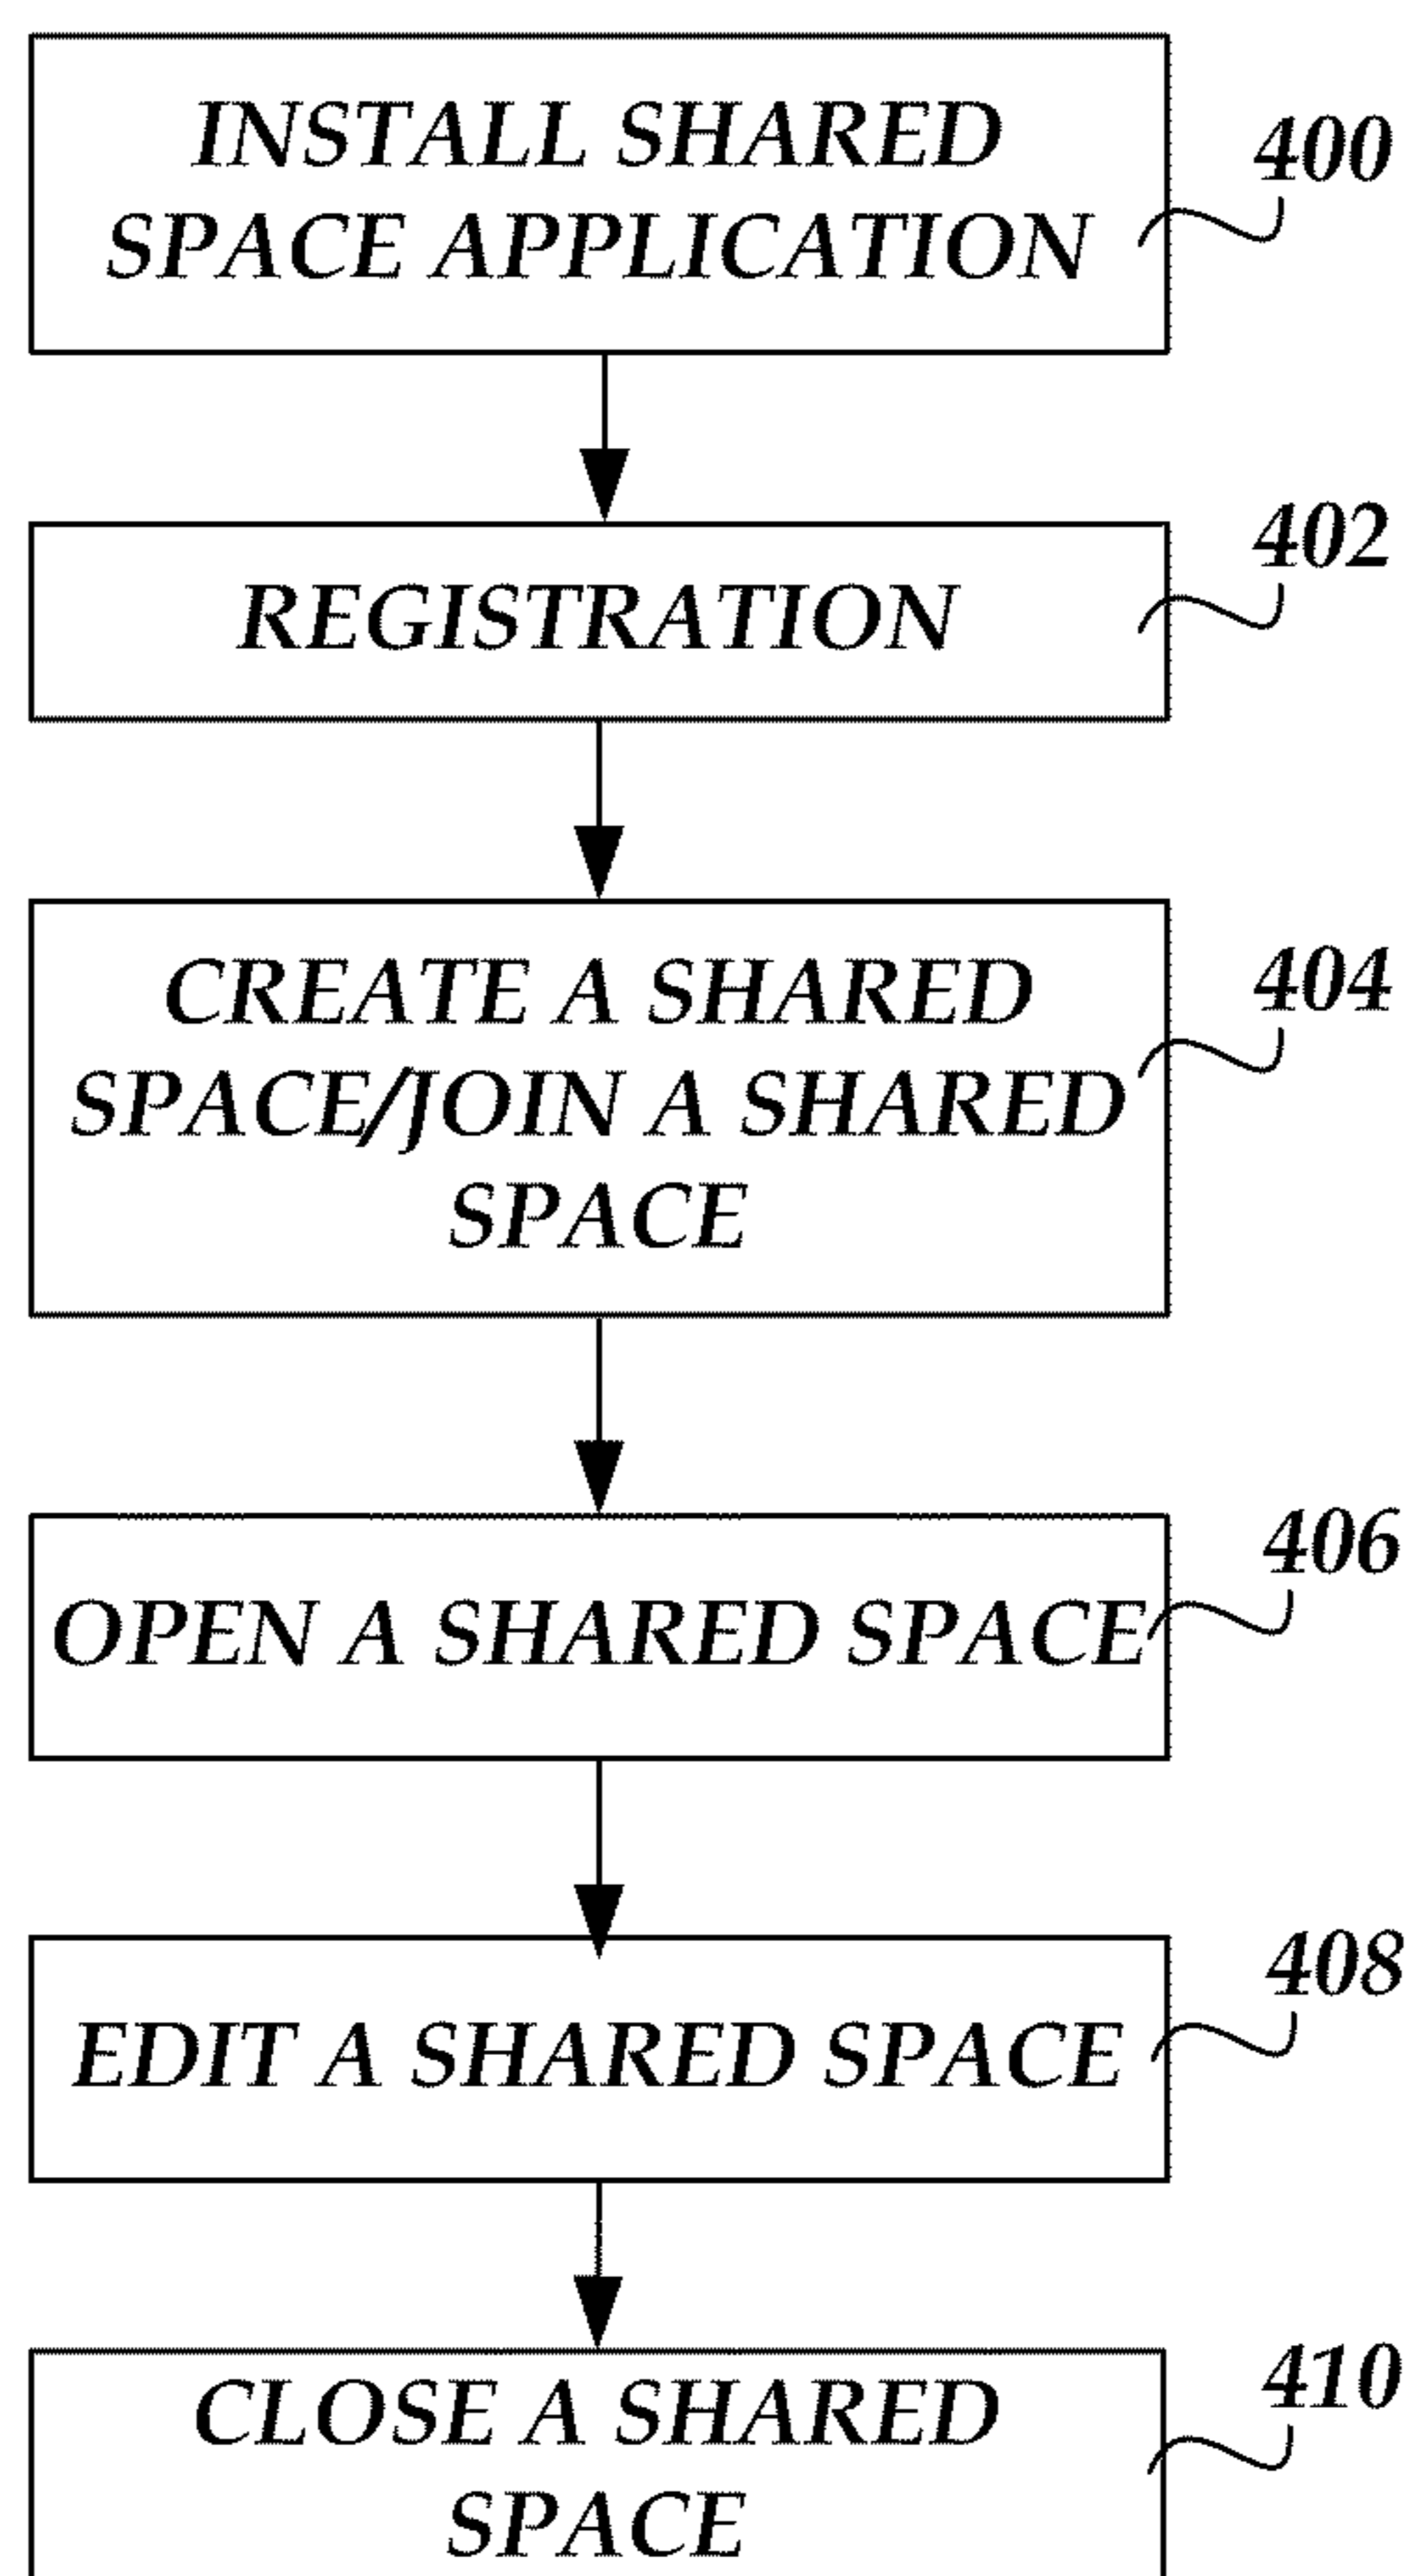 INSTALL SHARED
SPACE APPLICATION
400
REGISTRATION
402
CREATE A SHARED
SPACE/JOIN A SHARED
SPACE
404
OPEN A SHARED SPACE
406
EDIT A SHARED SPACE
408
CLOSE A SHARED
SPACE
410